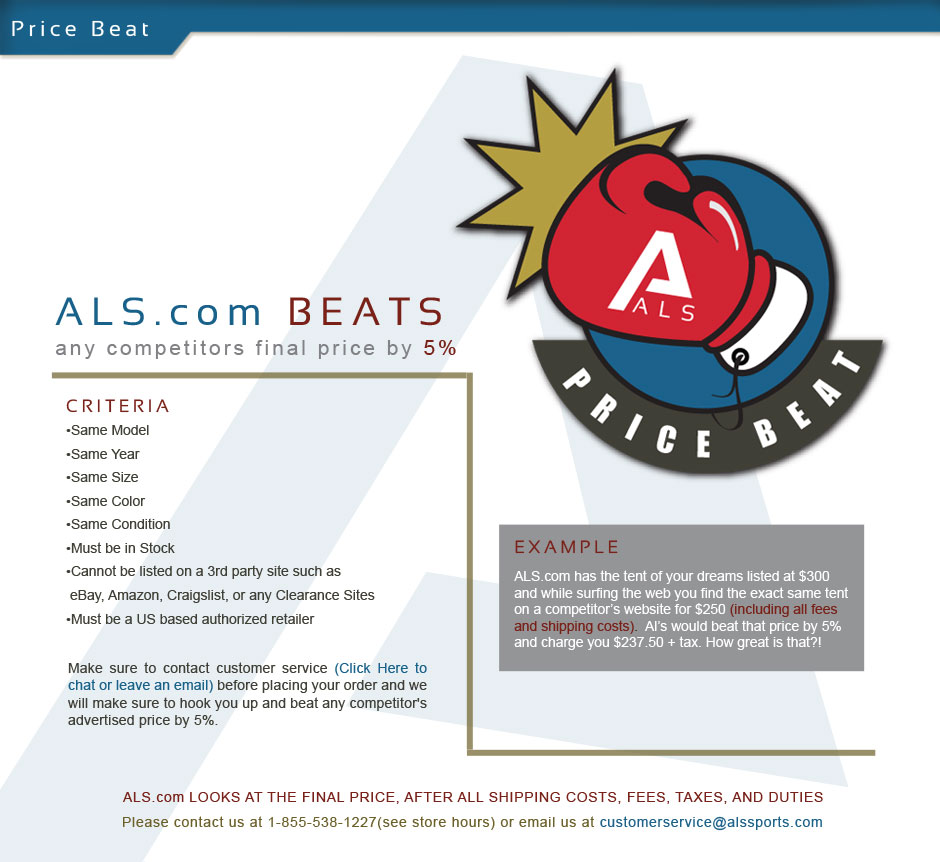 Price Beat
ALS
PRICE BEAT
ALS.com BEATS
any competitors final price by 5%
CRITERIA
•Same Model
•Same Year
•Same Size
•Same Color
•Same Condition
•Must be in Stock
•Cannot be listed on a 3rd party site such as
eBay, Amazon, Craigslist, or any Clearance Sites
•Must be a US based authorized retailer
Make sure to contact customer service (Click Here to
chat or leave an email) before placing your order and we
will make sure to hook you up and beat any competitor's
advertised price by 5%.
EXAMPLE
ALS.com has the tent of your dreams listed at $300
and while surfing the web you find the exact same tent
on a competitor's website for $250 (including all fees
and shipping costs). Al's would beat that price by 5%
and charge you $237.50 + tax. How great is that?!
ALS.com LOOKS AT THE FINAL PRICE, AFTER ALL SHIPPING COSTS, FEES, TAXES, AND DUTIES
Please contact us at 1-855-538-1227(see store hours) or email us at customerservice@alssports.com